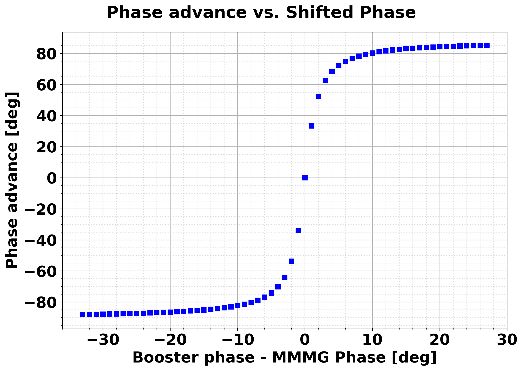 Phase advance vs. Shifted Phase
Phase advance [deg]
80
60
40
20
0
−20
−40
−60
−80
−30 −20 −10 0 10 20 30
Booster phase - MMMG Phase [deg]